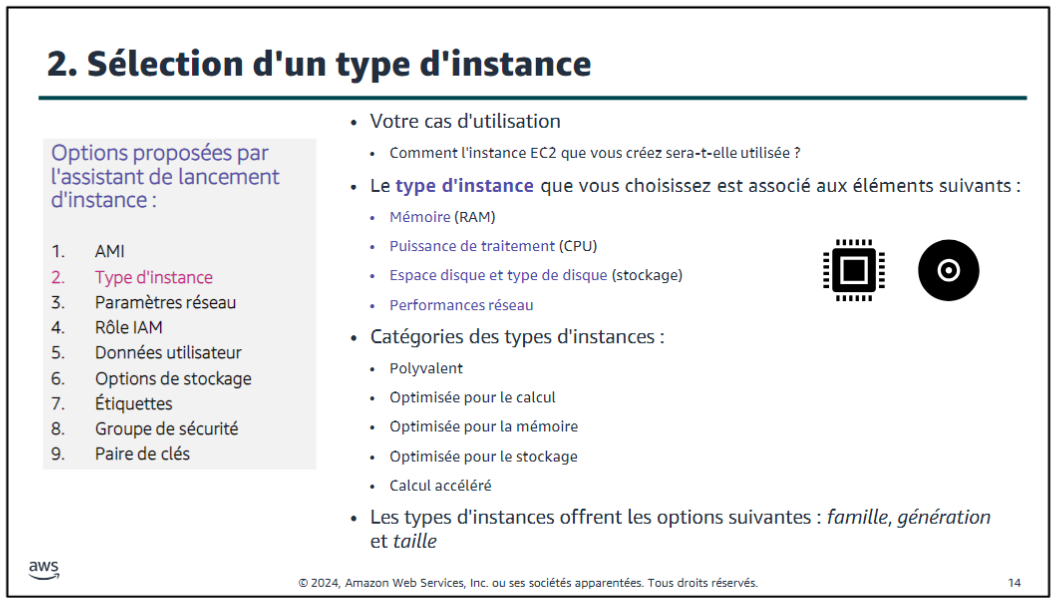 2. Sélection d'un type d'instance
Options proposées par
l'assistant de lancement
d'instance :
1. AMI
2. Type d'instance
3. Paramètres réseau
4. Rôle IAM
5. Données utilisateur
6. Options de stockage
7. Étiquettes
8. Groupe de sécurité
9. Paire de clés
• Votre cas d'utilisation
• Comment l'instance EC2 que vous créez sera-t-elle utilisée ?
• Le type d'instance que vous choisissez est associé aux éléments suivants :
• Mémoire (RAM)
• Puissance de traitement (CPU)
• Espace disque et type de disque (stockage)
• Performances réseau
• Catégories des types d'instances :
• Polyvalent
• Optimisée pour le calcul
• Optimisée pour la mémoire
• Optimisée pour le stockage
• Calcul accéléré
• Les types d'instances offrent les options suivantes : famille, génération
et taille
aws
© 2024, Amazon Web Services, Inc. ou ses sociétés apparentées. Tous droits réservés.
14